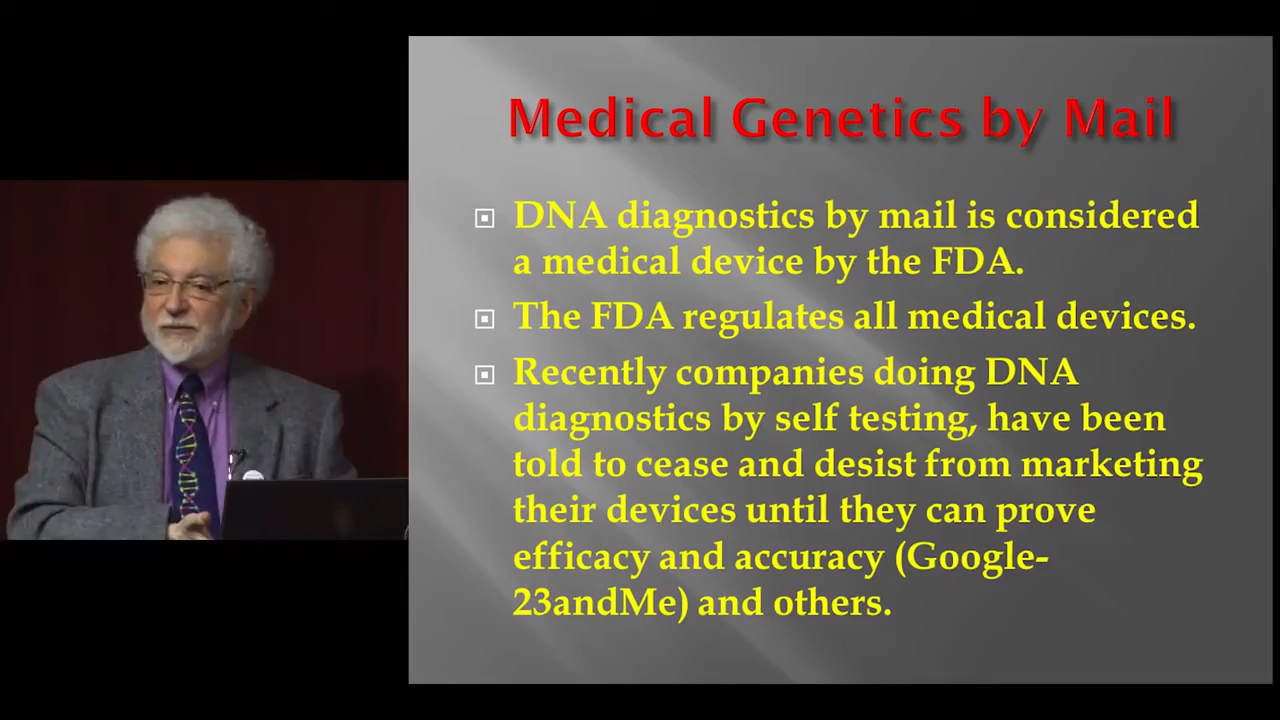 Medical Genetics by Mail
DNA diagnostics by mail is considered
a medical device by the FDA.
The FDA regulates all medical devices.
Recently companies doing DNA
diagnostics by self testing, have been
told to cease and desist from marketing
their devices until they can prove
efficacy and accuracy (Google-
23andMe) and others.